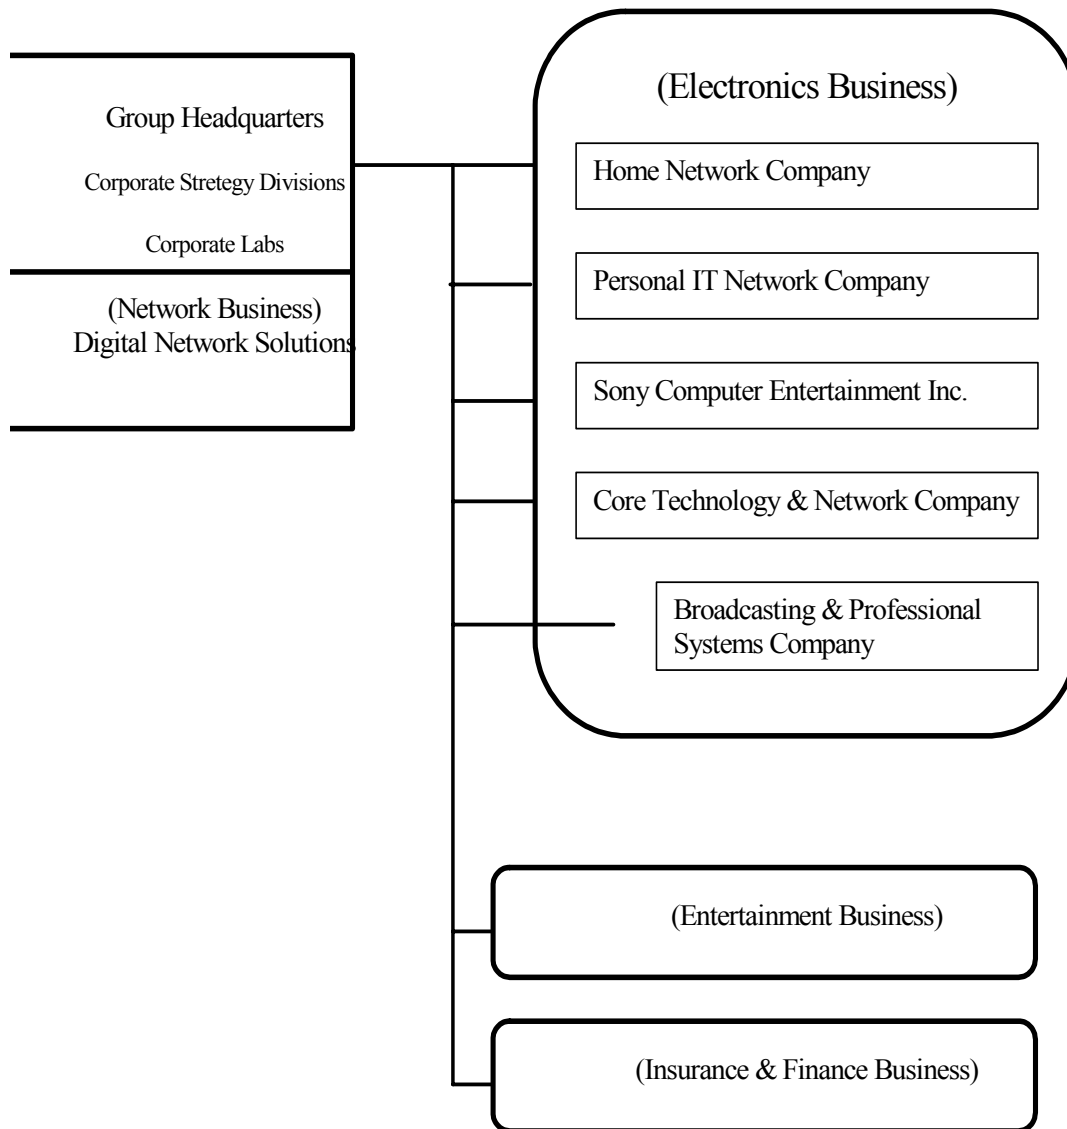 Group Headquarters
Corporate Stretegy Divisions
Corporate Labs
(Network Business)
Digital Network Solutions
(Electronics Business)
Home Network Company
Personal IT Network Company
Sony Computer Entertainment Inc.
Core Technology & Network Company
Broadcasting & Professional
Systems Company
(Entertainment Business)
(Insurance & Finance Business)